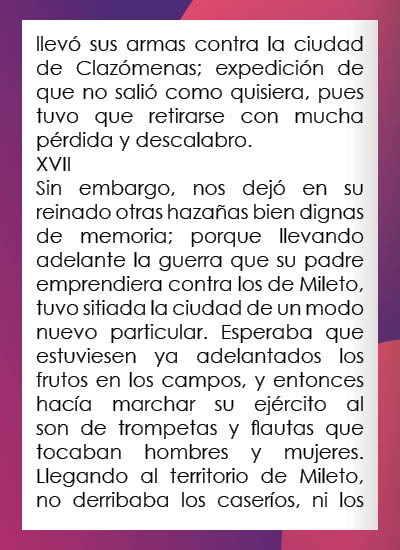 llevó sus armas contra la ciudad
de Clazómenas; expedición de
que no salió como quisiera, pues
tuvo que retirarse con mucha
pérdida y descalabro.
XVII
Sin embargo, nos dejó en su
reinado otras hazañas bien dignas
de memoria; porque llevando
adelante la guerra que su padre
emprendiera contra los de Mileto,
tuvo sitiada la ciudad de un modo
nuevo particular. Esperaba que
estuviesen ya adelantados los
frutos en los campos, y entonces
hacía marchar su ejército al
son de trompetas y flautas que
tocaban hombres y mujeres.
Llegando al territorio de Mileto,
no derribaba los caseríos, ni los